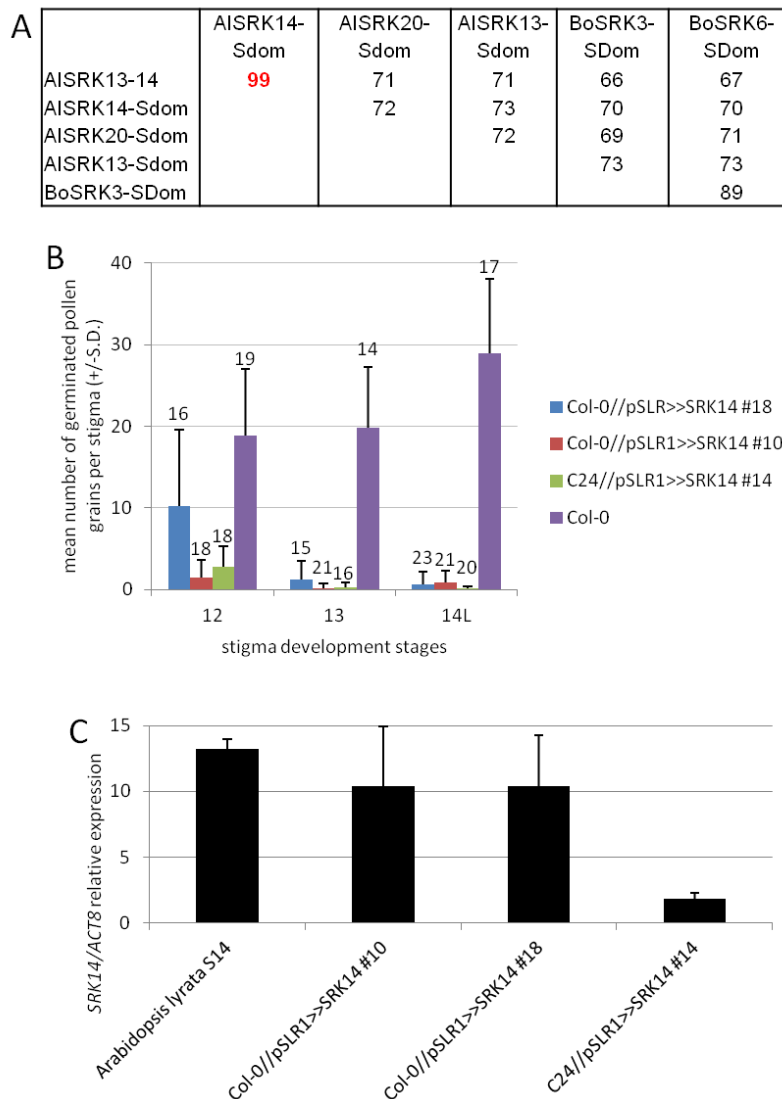 A
AlSRK14-Sdom AlSRK20-Sdom AlSRK13-Sdom BoSRK3-SDom BoSRK6-SDom
AlSRK13-14 99 71 71 66 67
AlSRK14-Sdom 72 73 70 70
AlSRK20-Sdom 72 69 71
AlSRK13-Sdom 73 73
BoSRK3-SDom 89
B
mean number of germinated pollen
grains per stigma (+/-S.D.)
40
30
20
10
0
16 18 18 19
15 21 16 14
23 21 20 17
12 13 14L
stigma development stages
Col-0//pSLR>>SRK14 #18
Col-0//pSLR1>>SRK14 #10
C24//pSLR1>>SRK14 #14
Col-0
C
SRK14/ACT8 relative expression
15
10
5
0
Arabidopsis lyrata S14
Col-0//pSLR1>>SRK14 #10
Col-0//pSLR1>>SRK14 #18
C24//pSLR1>>SRK14 #14